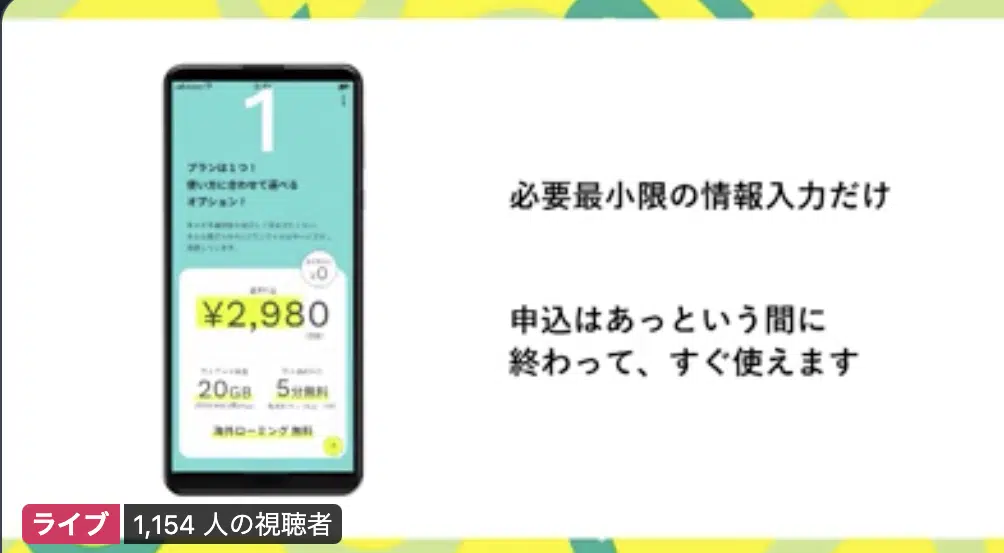 1
プランは1つ！
使い方に合わせて選べる
オプション！
¥0
¥2,980
20GB
5分無料
海外ローミング 無料
必要最小限の情報入力だけ
申込はあっという間に
終わって、すぐ使えます
ライブ
1,154 人の視聴者